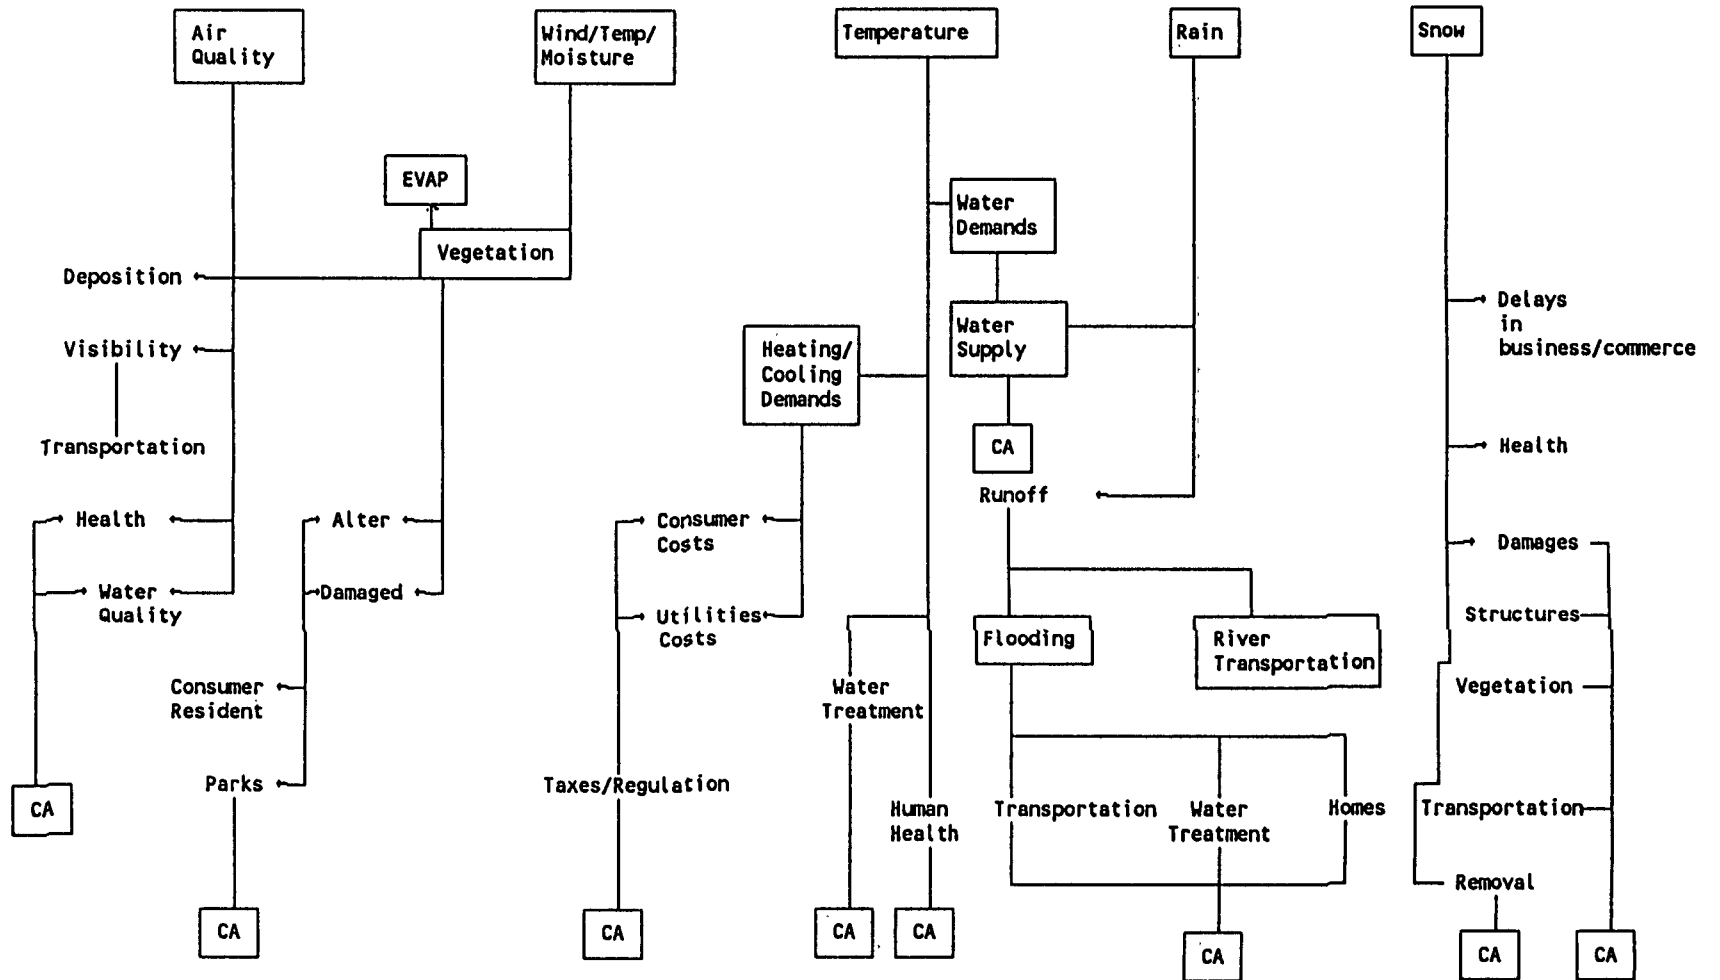 Air
Quality
Wind/Temp/
Moisture
Temperature
Rain
Snow
EVAP
Vegetation
Deposition
Visibility
Transportation
Health
Water
Quality
CA
Alter
Damaged
Consumer
Resident
Parks
CA
Water
Demands
Water
Supply
CA
Heating/
Cooling
Demands
Consumer
Costs
Utilities
Costs
Taxes/Regulation
CA
Water
Treatment
CA
Human
Health
CA
Runoff
Flooding
River
Transportation
Transportation
Water
Treatment
Homes
CA
Delays
in
business/commerce
Health
Damages
Structures
Vegetation
Transportation
Removal
CA
CA